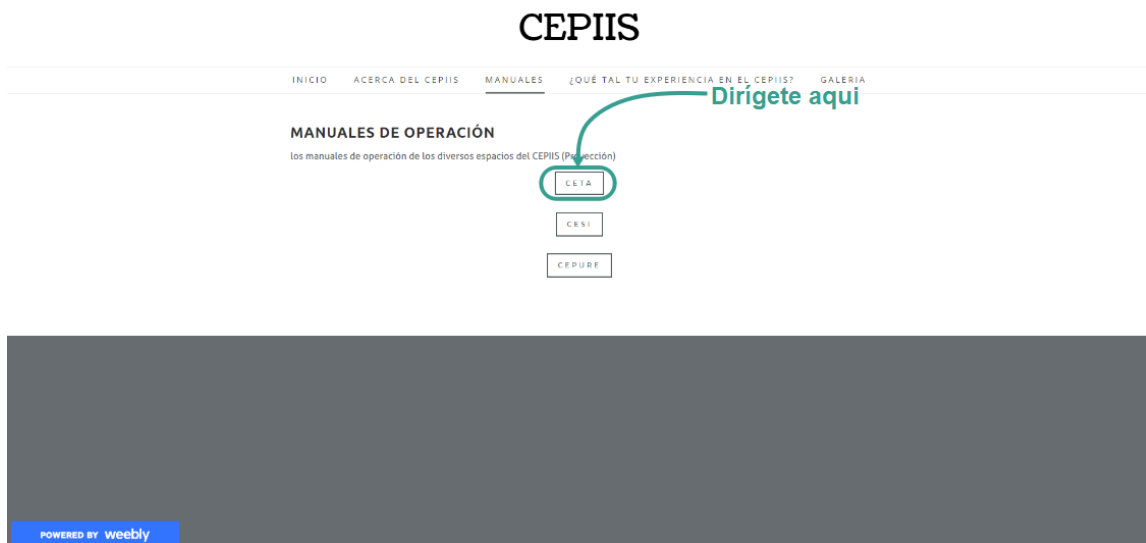 CEPIIS
INICIO ACERCA DEL CEPIIS MANUALES ¿QUÉ TAL TU EXPERIENCIA EN EL CEPIIS? GALERIA
Dirígete aqui
MANUALES DE OPERACIÓN
los manuales de operación de los diversos espacios del CEPIIS (Proyección)
CETA
CESI
CEPURE
POWERED BY weebly